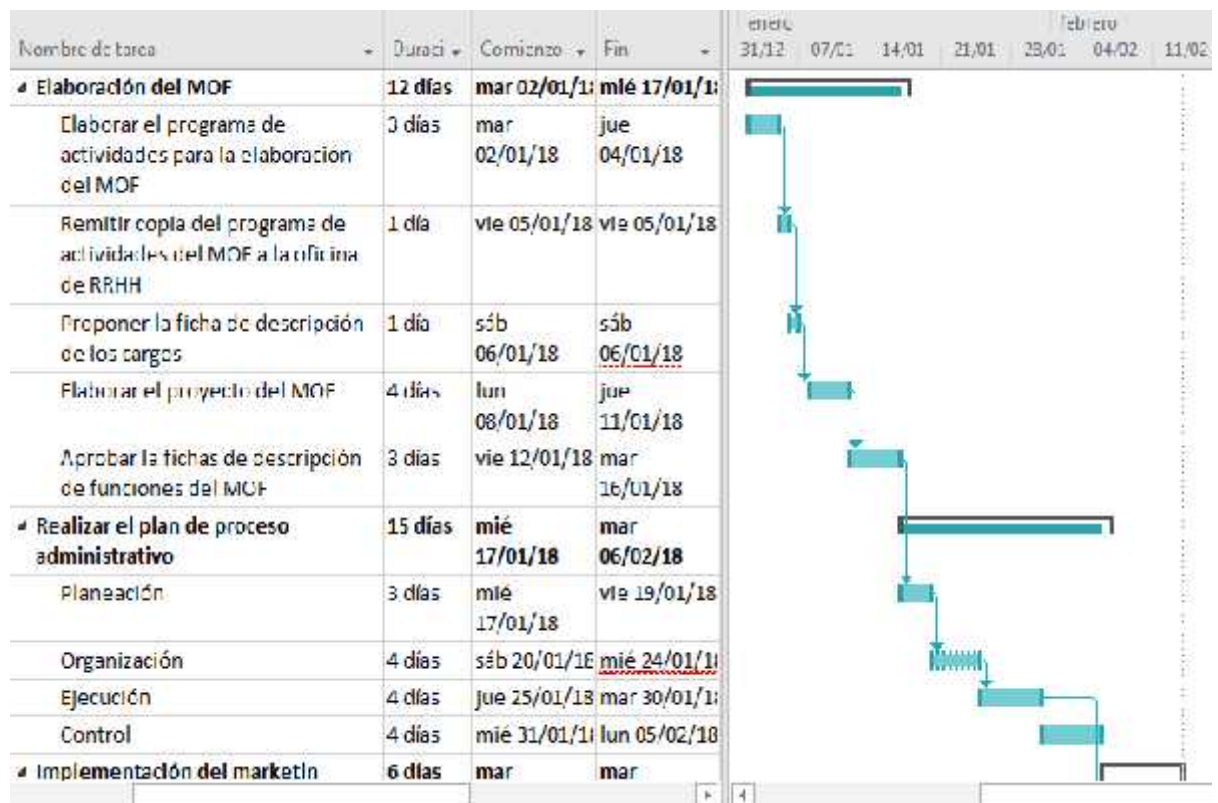 enero febrero
Nombre de tarea Duraci Comienzo Fin 31/12 07/01 14/01 21/01 28/01 04/02 11/02
Elaboración del MOF 12 días mar 02/01/1 mié 17/01/1
Elaborar el programa de 3 días mar jue
actividades para la elaboración 02/01/18 04/01/18
del MOF
Remitir copia del programa de 1 día vie 05/01/18 vie 05/01/18
actividades del MOF a la oficina
de RRHH
Proponer la ficha de descripción 1 día sáb sáb
de los cargos 06/01/18 06/01/18
Elaborar el proyecto del MOF 4 días lun jue
08/01/18 11/01/18
Aprobar la fichas de descripción 3 días vie 12/01/18 mar
de funciones del MOF 16/01/18
Realizar el plan de proceso 15 días mié mar
administrativo 17/01/18 06/02/18
Planeación 3 días mié vie 19/01/18
17/01/18
Organización 4 días sáb 20/01/18 mié 24/01/1
Ejecución 4 días jue 25/01/18 mar 30/01/1
Control 4 días mié 31/01/1 lun 05/02/18
Implementación del marketin 6 días mar mar